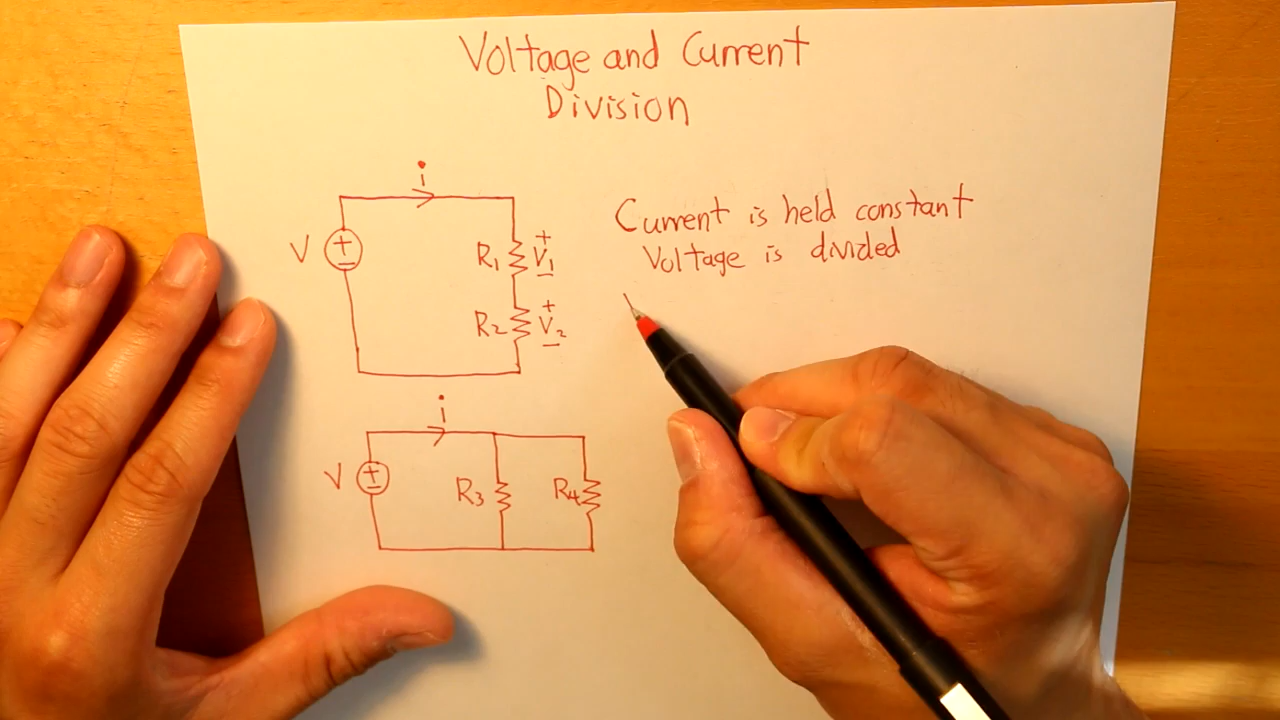 Voltage and Current
Division
i
V
+
-
R1
+
V1
-
R2
+
V2
-
Current is held constant
Voltage is divided
i
V
+
-
R3
R4